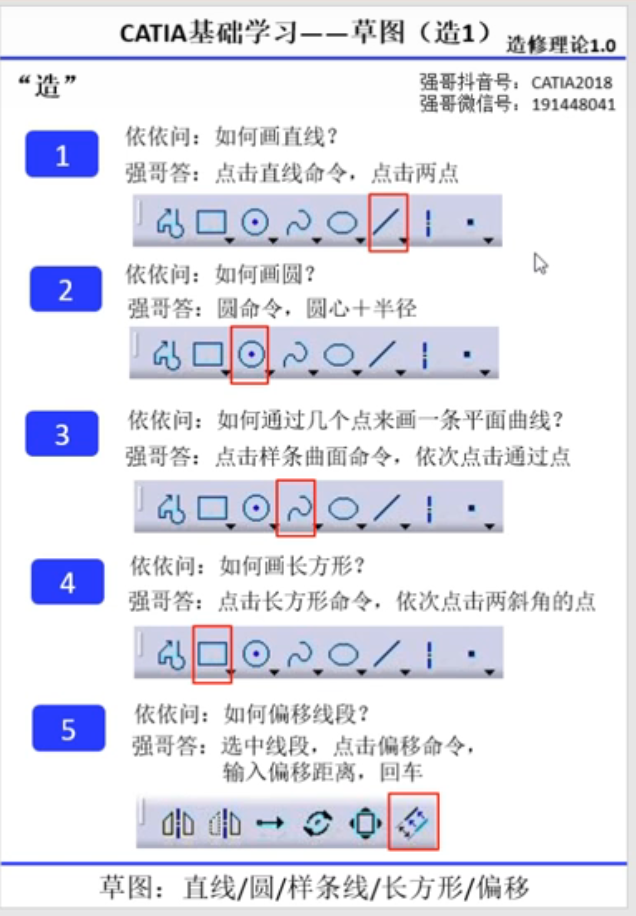 CATIA基础学习——草图（造1） 造修理论1.0
“造”
强哥抖音号：CATIA2018
强哥微信号：191448041
1
依依问：如何画直线？
强哥答：点击直线命令，点击两点
2
依依问：如何画圆？
强哥答：圆命令，圆心＋半径
3
依依问：如何通过几个点来画一条平面曲线？
强哥答：点击样条曲面命令，依次点击通过点
4
依依问：如何画长方形？
强哥答：点击长方形命令，依次点击两斜角的点
5
依依问：如何偏移线段？
强哥答：选中线段，点击偏移命令，
输入偏移距离，回车
草图：直线/圆/样条线/长方形/偏移